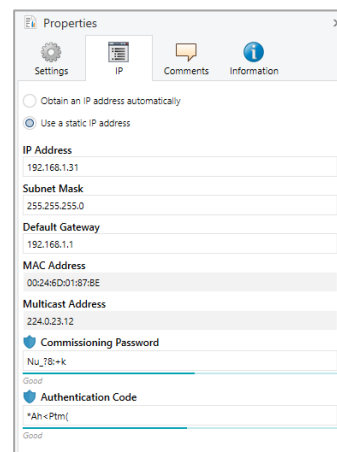 Properties
Settings
IP
Comments
Information
Obtain an IP address automatically
Use a static IP address
IP Address
192.168.1.31
Subnet Mask
255.255.255.0
Default Gateway
192.168.1.1
MAC Address
00:24:6D:01:87:BE
Multicast Address
224.0.23.12
Commissioning Password
Nu_?8:+k
Good
Authentication Code
*Ah<Ptm(
Good